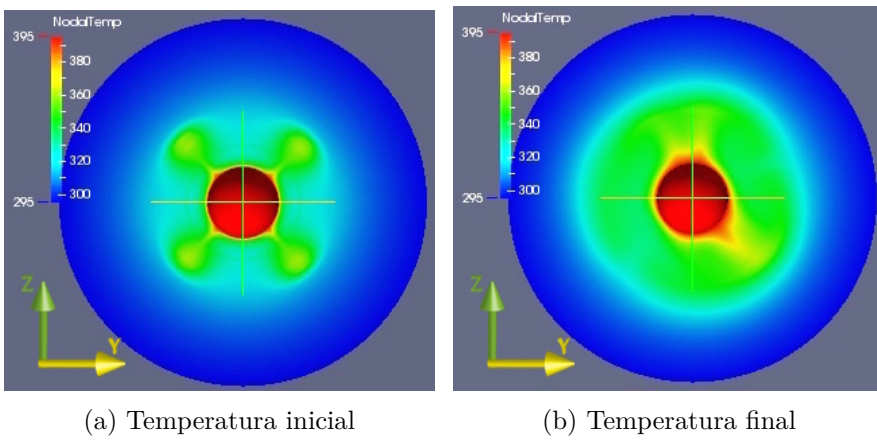 NodalTemp
395
380
360
340
320
300
295
Z
Y
(a) Temperatura inicial
NodalTemp
395
380
360
340
320
300
295
Z
Y
(b) Temperatura final